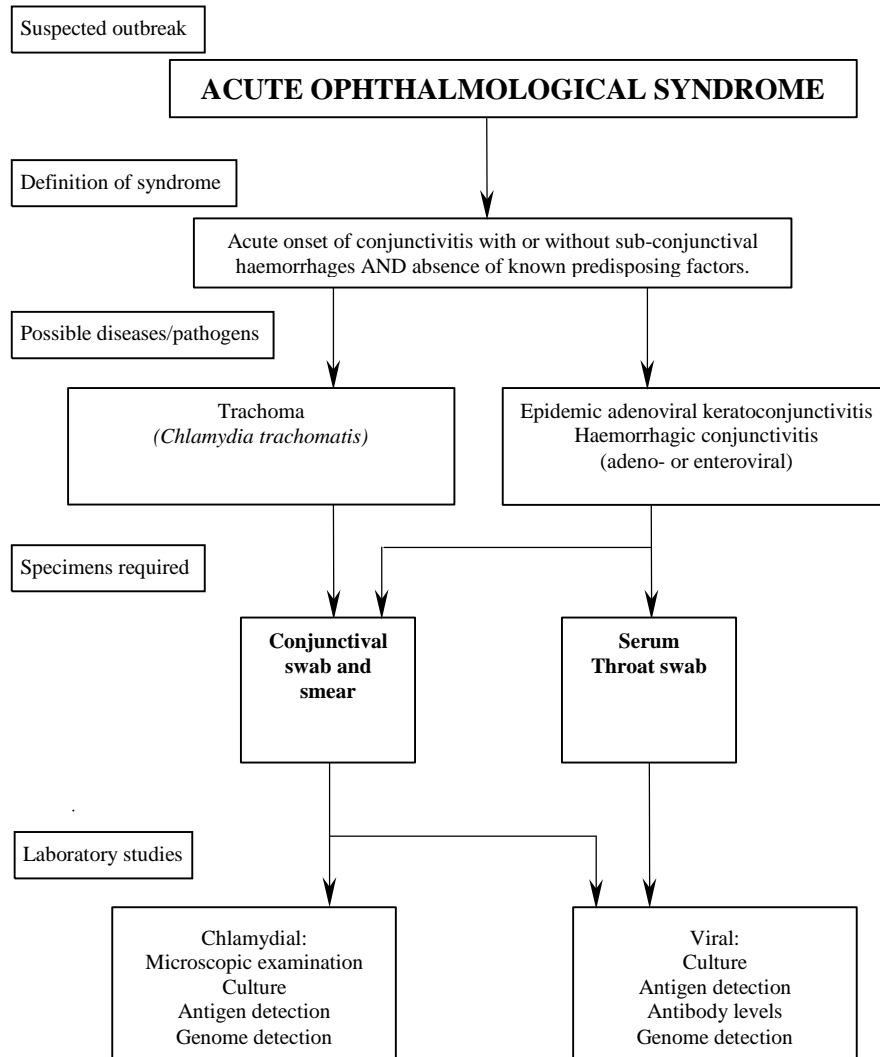 Suspected outbreak
ACUTE OPHTHALMOLOGICAL SYNDROME
Definition of syndrome
Acute onset of conjunctivitis with or without sub-conjunctival
haemorrhages AND absence of known predisposing factors.
Possible diseases/pathogens
Trachoma
(Chlamydia trachomatis)
Epidemic adenoviral keratoconjunctivitis
Haemorrhagic conjunctivitis
(adeno- or enteroviral)
Specimens required
Conjunctival
swab and
smear
Serum
Throat swab
Laboratory studies
Chlamydial:
Microscopic examination
Culture
Antigen detection
Genome detection
Viral:
Culture
Antigen detection
Antibody levels
Genome detection